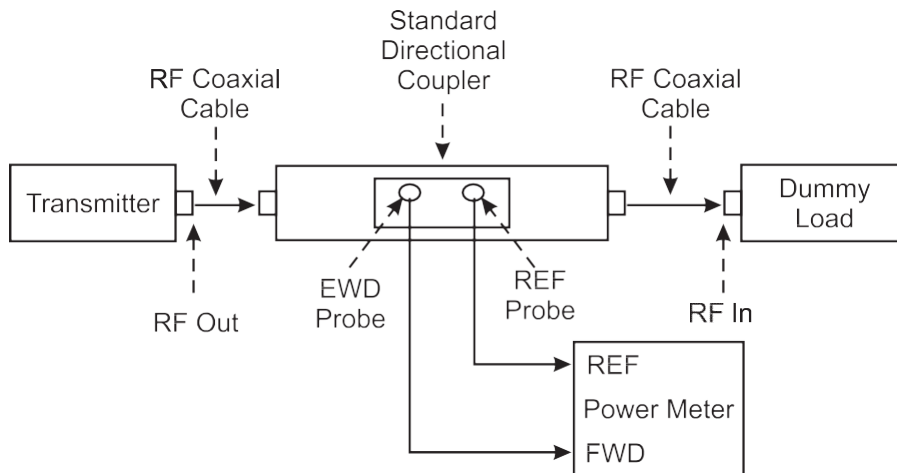 Standard
Directional
Coupler
RF Coaxial
Cable
RF Coaxial
Cable
Transmitter
Dummy
Load
EWD
Probe
REF
Probe
RF Out
RF In
REF
Power Meter
FWD